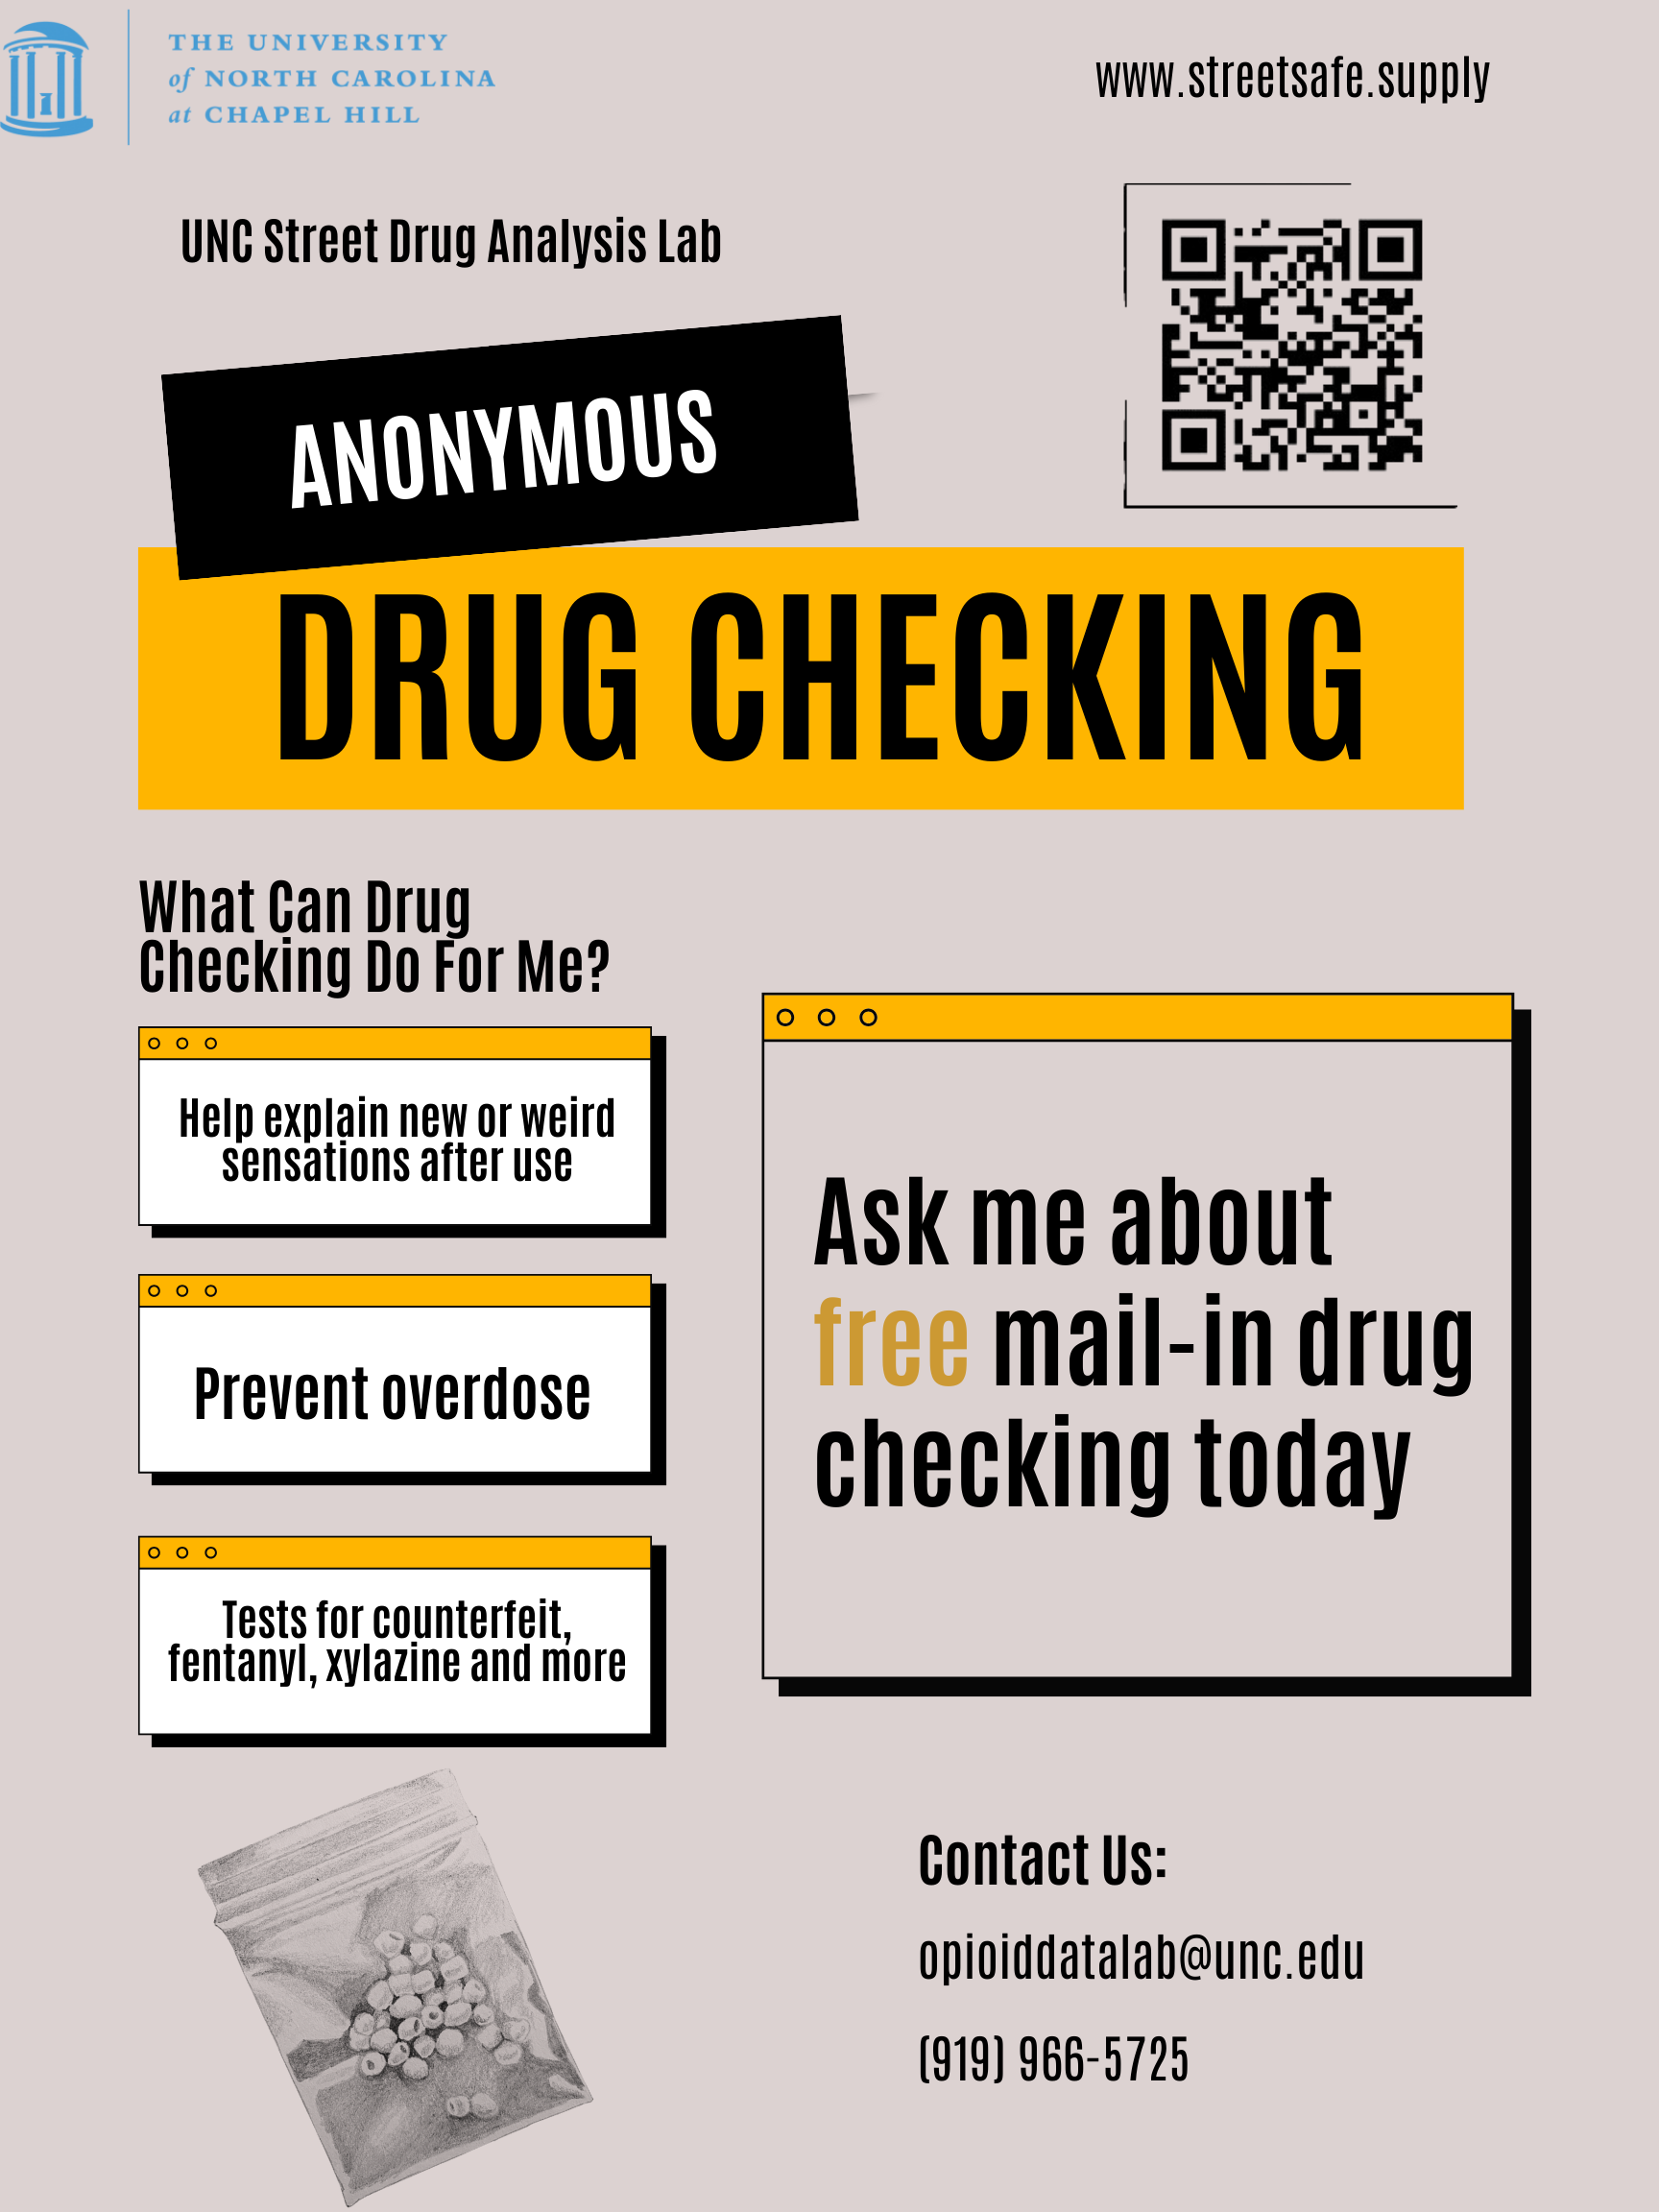 THE UNIVERSITY
of NORTH CAROLINA
at CHAPEL HILL
www.streetsafe.supply
UNC Street Drug Analysis Lab
ANONYMOUS
DRUG CHECKING
What Can Drug
Checking Do For Me?
Help explain new or weird
sensations after use
Prevent overdose
Tests for counterfeit,
fentanyl, xylazine and more
Ask me about
free mail-in drug
checking today
Contact Us:
opioiddatalab@unc.edu
(919) 966-5725